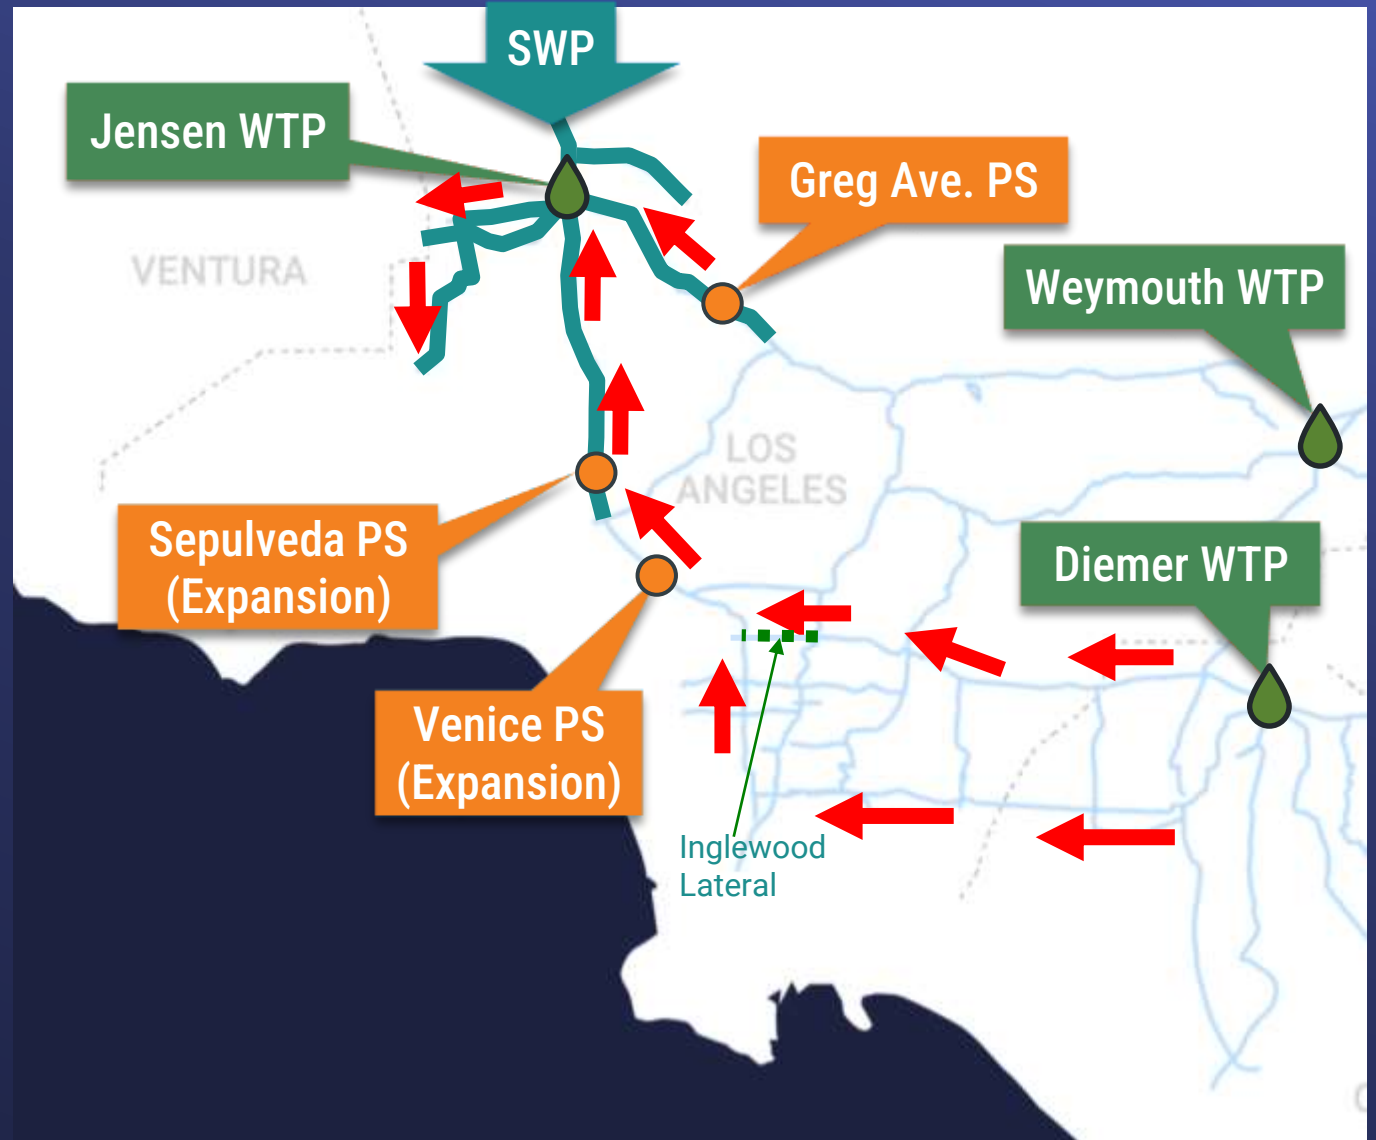 SWP
Jensen WTP
Greg Ave. PS
VENTURA
Weymouth WTP
LOS
ANGELES
Sepulveda PS
(Expansion)
Diemer WTP
Venice PS
(Expansion)
Inglewood
Lateral